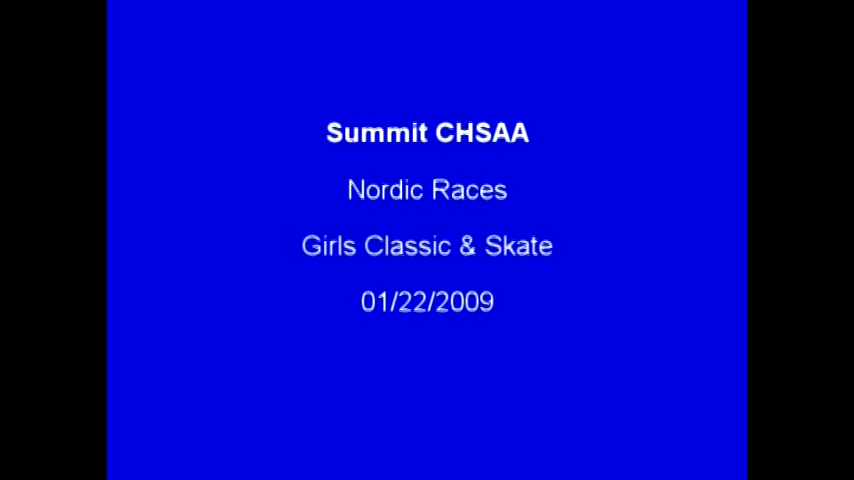 Summit CHSAA
Nordic Races
Girls Classic & Skate
01/22/2009